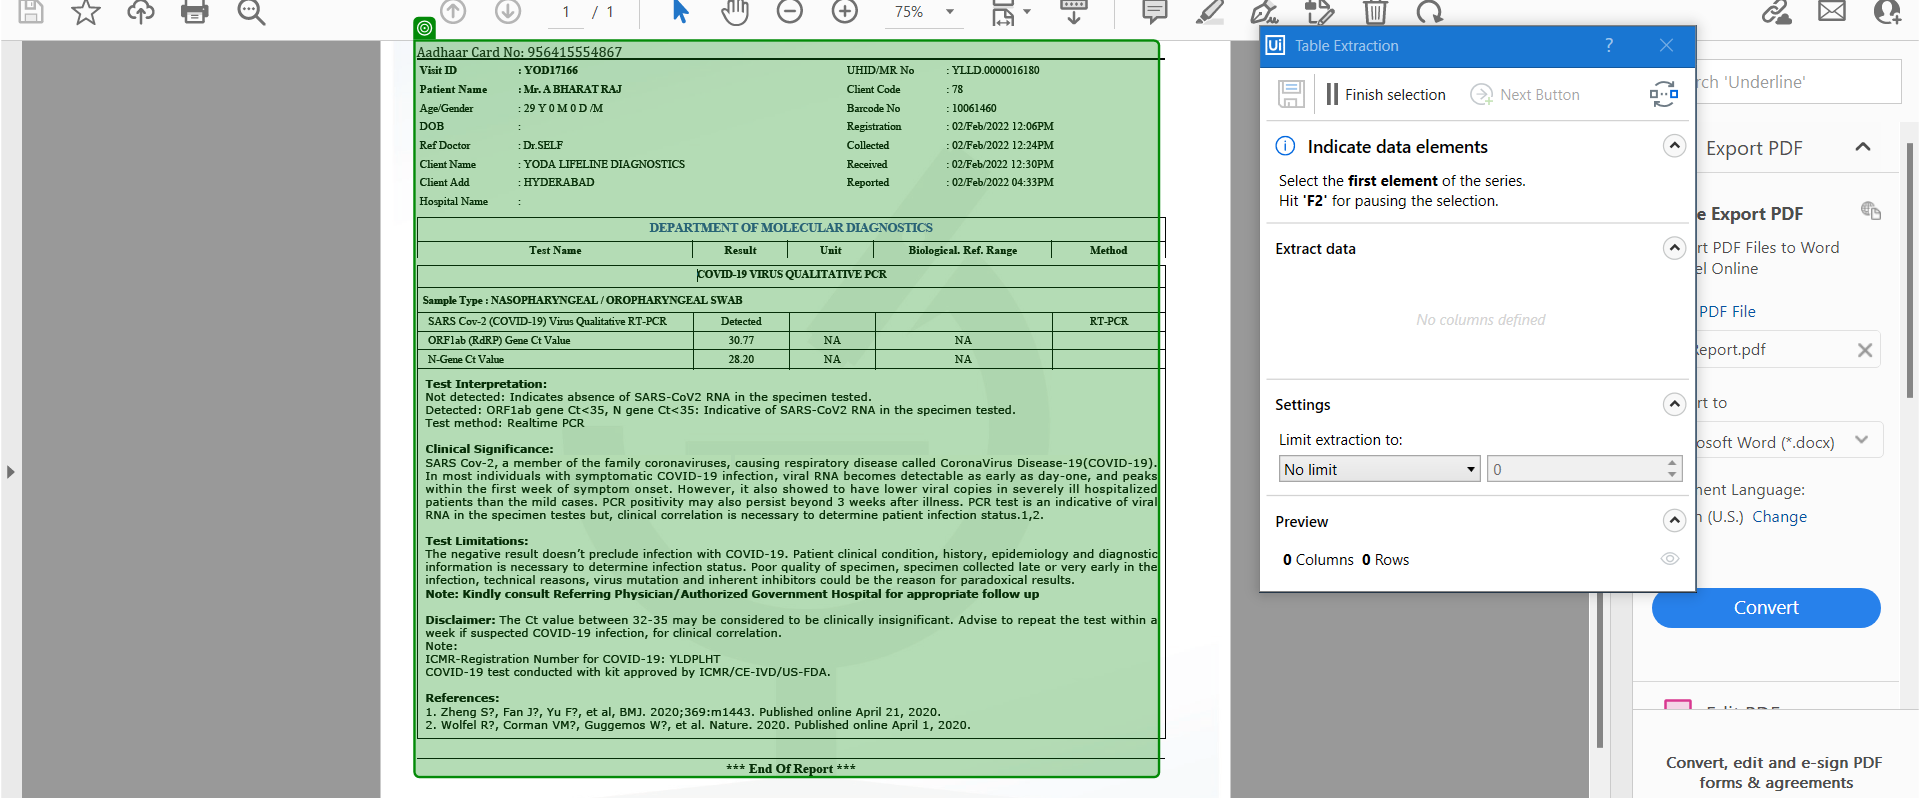 1 / 1
75%
Aadhaar Card No: 956415554867
Visit ID : YOD17166 UHID/MR No : YLLD.0000016180
Patient Name : Mr. A BHARAT RAJ Client Code : 78
Age/Gender : 29 Y 0 M 0 D /M Barcode No : 10061460
DOB : Registration : 02/Feb/2022 12:06PM
Ref Doctor : Dr.SELF Collected : 02/Feb/2022 12:24PM
Client Name : YODA LIFELINE DIAGNOSTICS Received : 02/Feb/2022 12:30PM
Client Add : HYDERABAD Reported : 02/Feb/2022 04:33PM
Hospital Name :
DEPARTMENT OF MOLECULAR DIAGNOSTICS
Test Name Result Unit Biological. Ref. Range Method
COVID-19 VIRUS QUALITATIVE PCR
Sample Type : NASOPHARYNGEAL / OROPHARYNGEAL SWAB
SARS Cov-2 (COVID-19) Virus Qualitative RT-PCR Detected RT-PCR
ORF1ab (RdRP) Gene Ct Value 30.77 NA NA
N-Gene Ct Value 28.20 NA NA
Test Interpretation:
Not detected: Indicates absence of SARS-CoV2 RNA in the specimen tested.
Detected: ORF1ab gene Ct<35, N gene Ct<35: Indicative of SARS-CoV2 RNA in the specimen tested.
Test method: Realtime PCR
Clinical Significance:
SARS Cov-2, a member of the family coronaviruses, causing respiratory disease called CoronaVirus Disease-19(COVID-19).
In most individuals with symptomatic COVID-19 infection, viral RNA becomes detectable as early as day-one, and peaks
within the first week of symptom onset. However, it also showed to have lower viral copies in severely ill hospitalized
patients than the mild cases. PCR positivity may also persist beyond 3 weeks after illness. PCR test is an indicative of viral
RNA in the specimen testes but, clinical correlation is necessary to determine patient infection status.1,2.
Test Limitations:
The negative result doesn't preclude infection with COVID-19. Patient clinical condition, history, epidemiology and diagnostic
information is necessary to determine infection status. Poor quality of specimen, specimen collected late or very early in the
infection, technical reasons, virus mutation and inherent inhibitors could be the reason for paradoxical results.
Note: Kindly consult Referring Physician/Authorized Government Hospital for appropriate follow up
Disclaimer: The Ct value between 32-35 may be considered to be clinically insignificant. Advise to repeat the test within a
week if suspected COVID-19 infection, for clinical correlation.
Note:
ICMR-Registration Number for COVID-19: YLDPLHT
COVID-19 test conducted with kit approved by ICMR/CE-IVD/US-FDA.
References:
1. Zheng S?, Fan J?, Yu F?, et al, BMJ. 2020;369:m1443. Published online April 21, 2020.
2. Wolfel R?, Corman VM?, Guggemos W?, et al. Nature. 2020. Published online April 1, 2020.
*** End Of Report ***
Ui Table Extraction ?
Finish selection Next Button
Indicate data elements
Select the first element of the series.
Hit 'F2' for pausing the selection.
Extract data
No columns defined
Settings
Limit extraction to:
No limit 0
Preview
0 Columns 0 Rows
rch 'Underline'
Export PDF
e Export PDF
rt PDF Files to Word
el Online
PDF File
Report.pdf
rt to
osoft Word (*.docx)
ent Language:
(U.S.) Change
Convert
Edit PDF
Convert, edit and e-sign PDF
forms & agreements